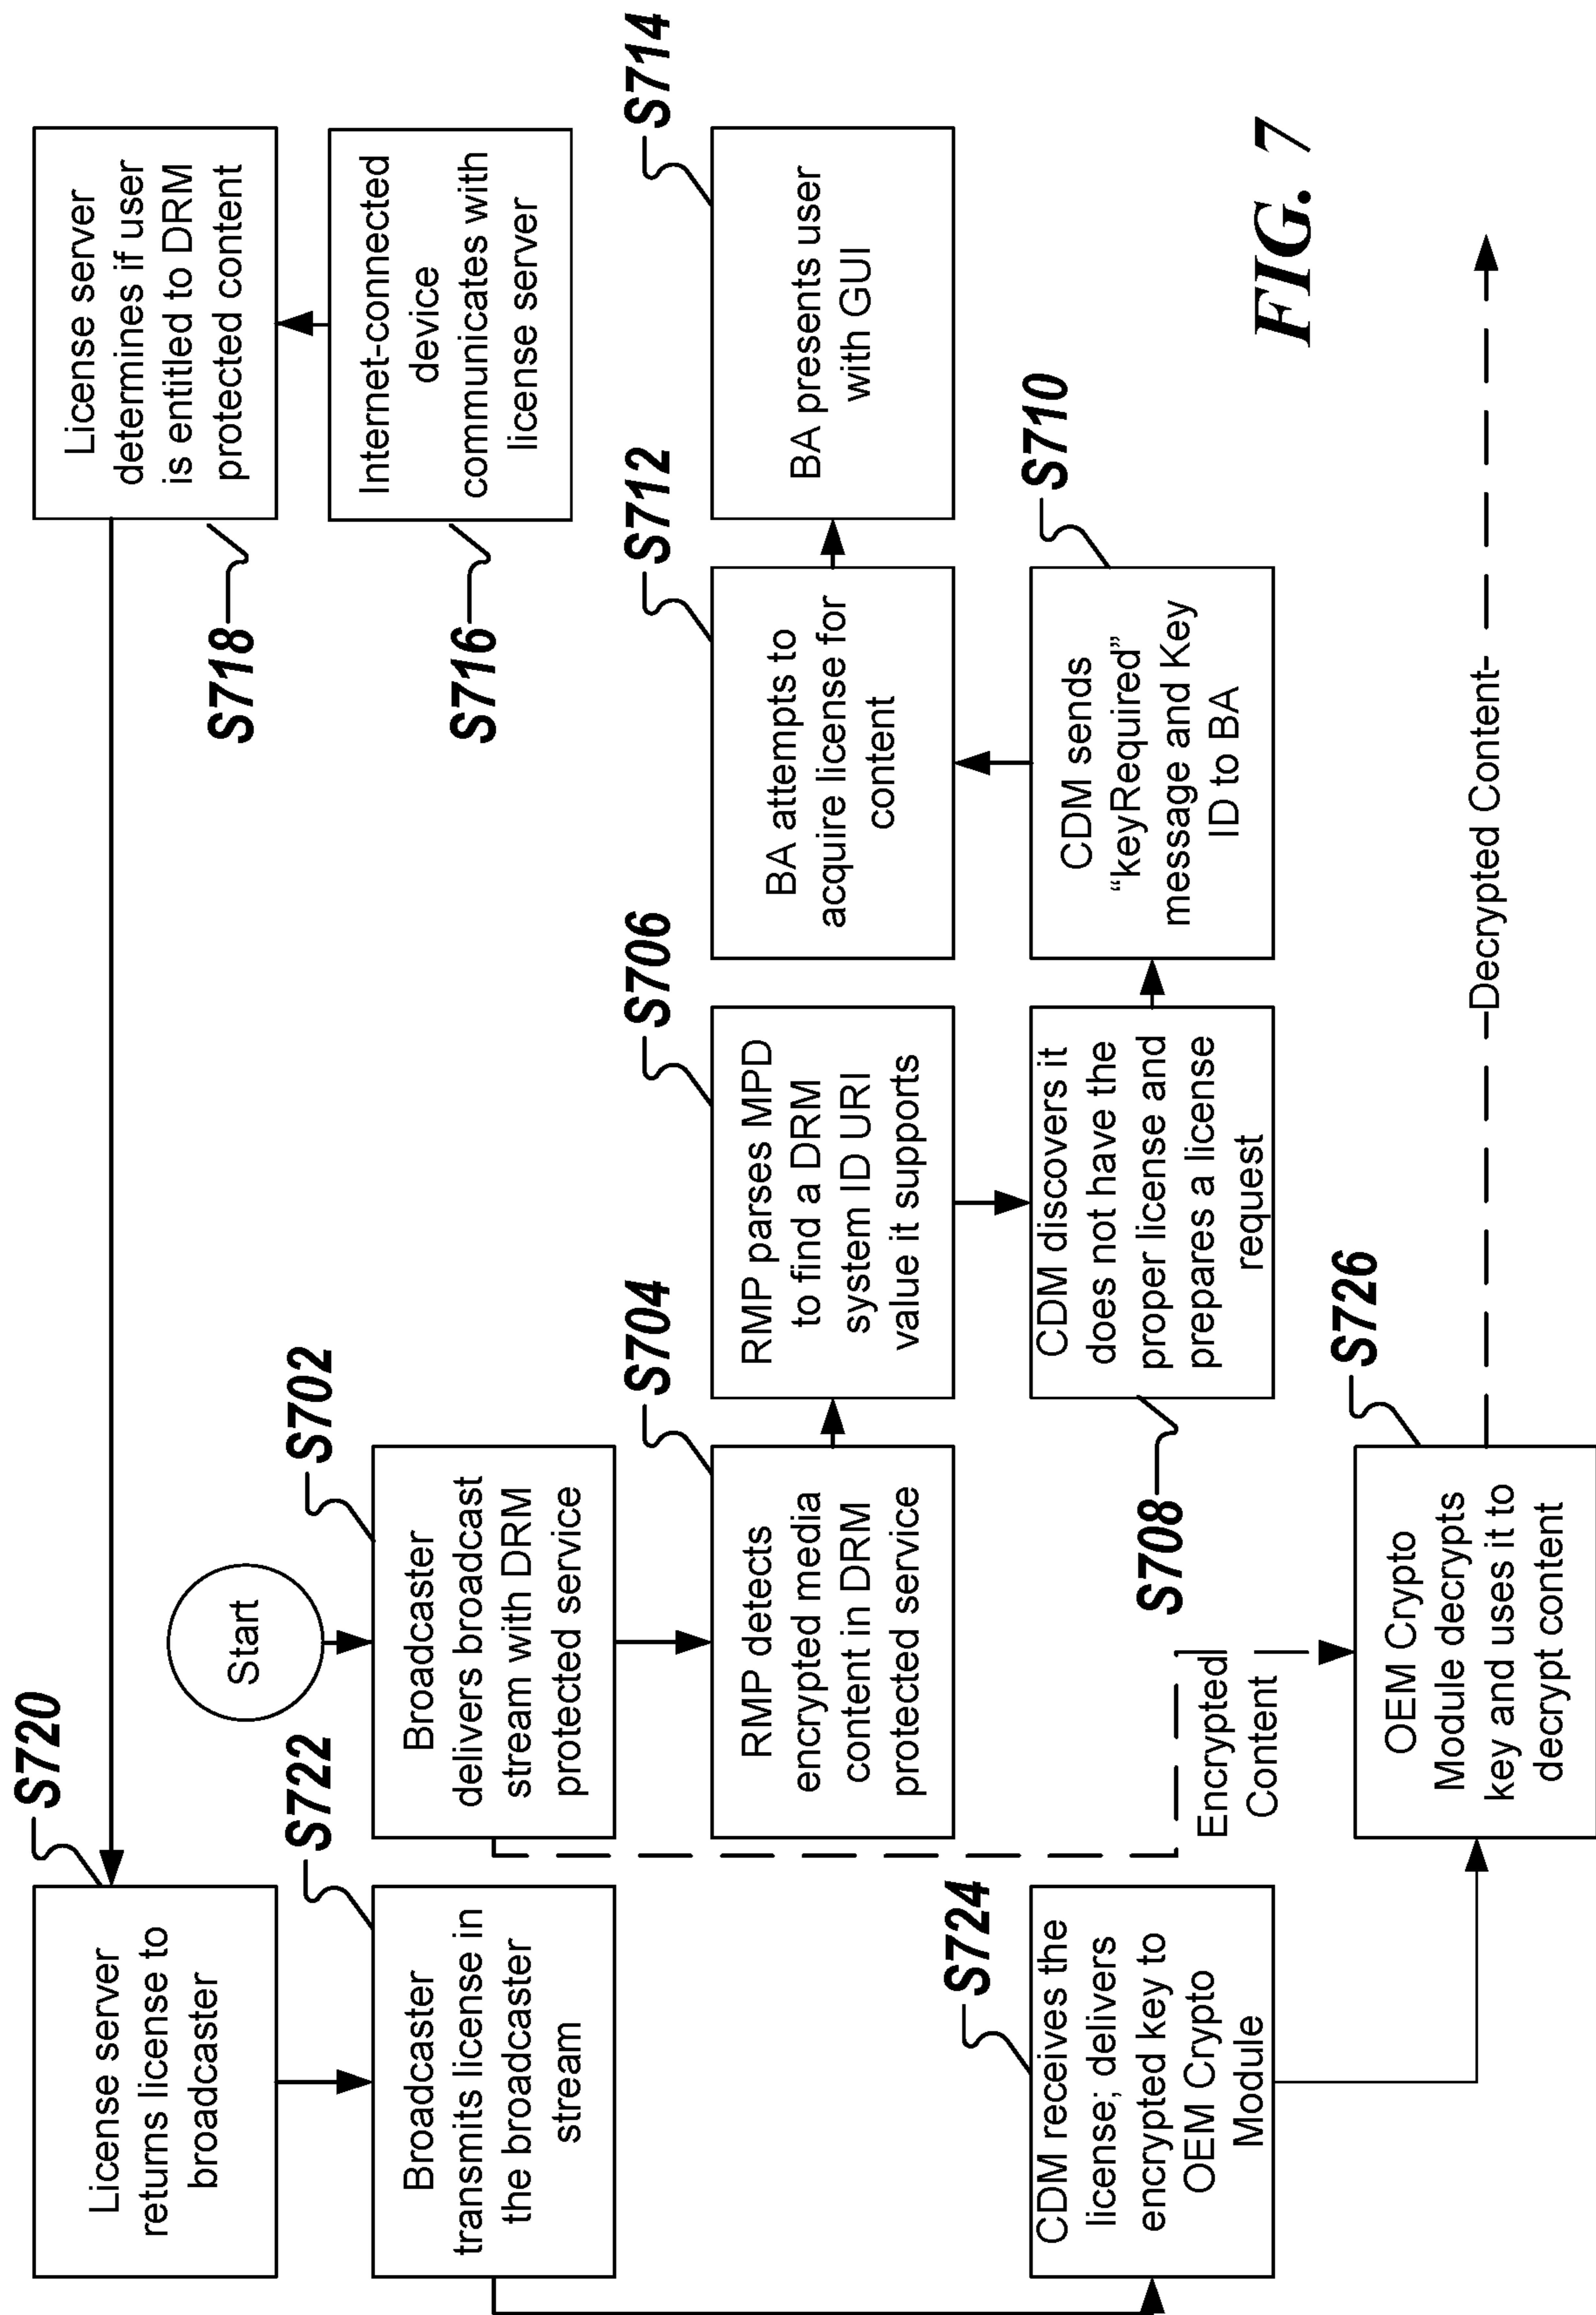 S720
License server
returns license to
broadcaster
S718
License server
determines if user
is entitled to DRM
protected content
Start
S722
Broadcaster
transmits license in
the broadcaster
stream
S702
Broadcaster
delivers broadcast
stream with DRM
protected service
S716
Internet-connected
device
communicates with
license server
S704
RMP detects
encrypted media
content in DRM
protected service
S706
RMP parses MPD
to find a DRM
system ID URI
value it supports
S712
BA attempts to
acquire license for
content
S714
BA presents user
with GUI
S724
CDM receives the
license; delivers
encrypted key to
OEM Crypto
Module
S708
CDM discovers it
does not have the
proper license and
prepares a license
request
S710
CDM sends
“keyRequired”
message and Key
ID to BA
Encrypted
Content
S726
OEM Crypto
Module decrypts
key and uses it to
decrypt content
Decrypted Content
FIG. 7